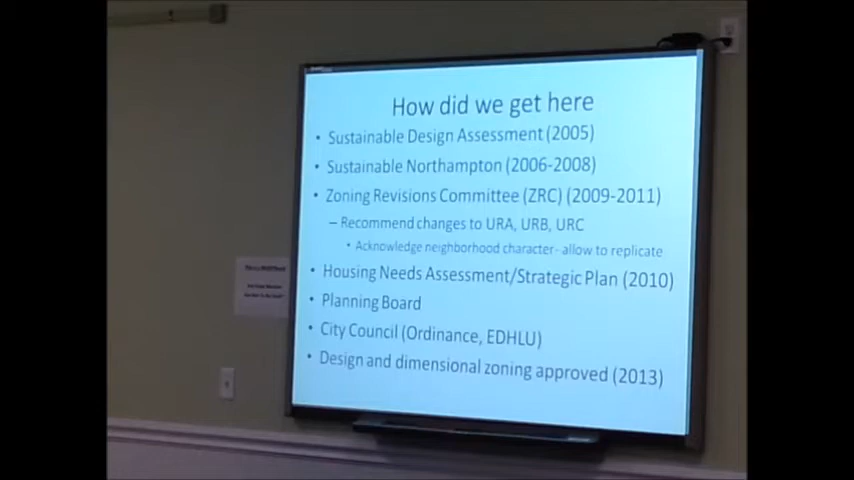 How did we get here
• Sustainable Design Assessment (2005)
• Sustainable Northampton (2006-2008)
• Zoning Revisions Committee (ZRC) (2009-2011)
– Recommend changes to URA, URB, URC
• Acknowledge neighborhood character- allow to replicate
• Housing Needs Assessment/Strategic Plan (2010)
• Planning Board
• City Council (Ordinance, EDHLU)
• Design and dimensional zoning approved (2013)